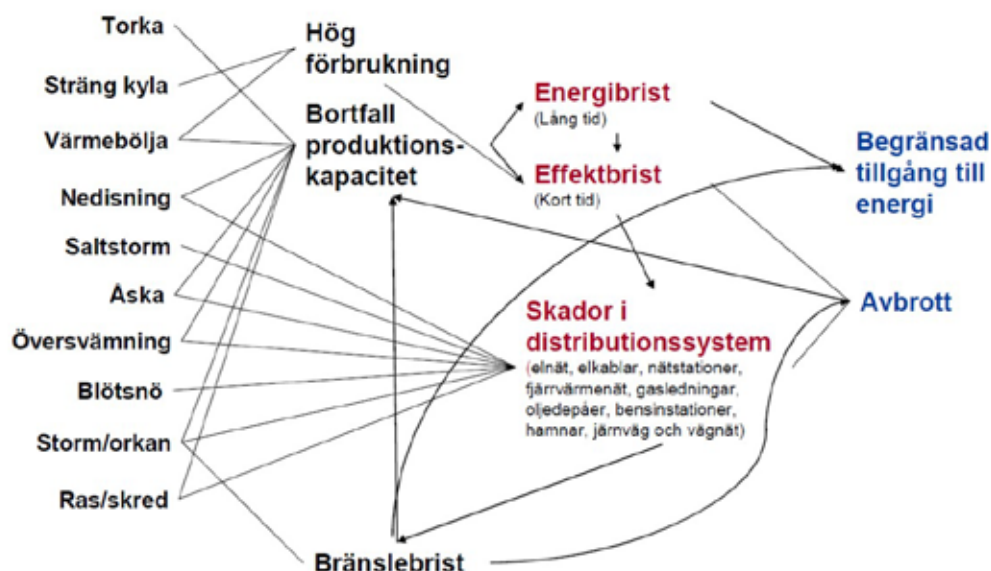 Torka
Sträng kyla
Värmebölja
Nedisning
Saltstorm
Åska
Översvämning
Blötsnö
Storm/orkan
Ras/skred
Hög
förbrukning
Bortfall
produktions-
kapacitet
Bränslebrist
Energibrist
(Lång tid)
Effektbrist
(Kort tid)
Skador i
distributionssystem
(elnät, elkablar, nätstationer,
fjärrvärmenät, gasledningar,
oljedepåer, bensinstationer,
hamnar, järnväg och vägnät)
Begränsad
tillgång till
energi
Avbrott